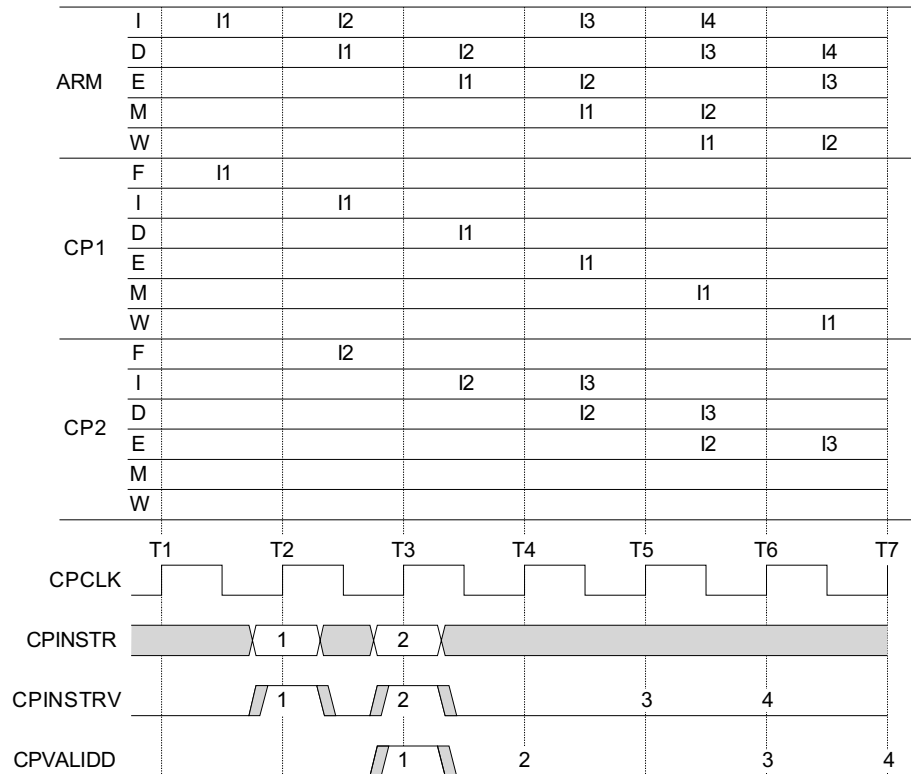 I I1 I2 I3 I4
D I1 I2 I3 I4
ARM E I1 I2 I3
M I1 I2
W I1 I2
F I1
I I1
CP1 D I1
E I1
M I1
W I1
F I2
I I2 I3
CP2 D I2 I3
E I2 I3
M
W
T1 T2 T3 T4 T5 T6 T7
CPCLK
CPINSTR 1 2
CPINSTRV 1 2 3 4
CPVALIDD 1 2 3 4